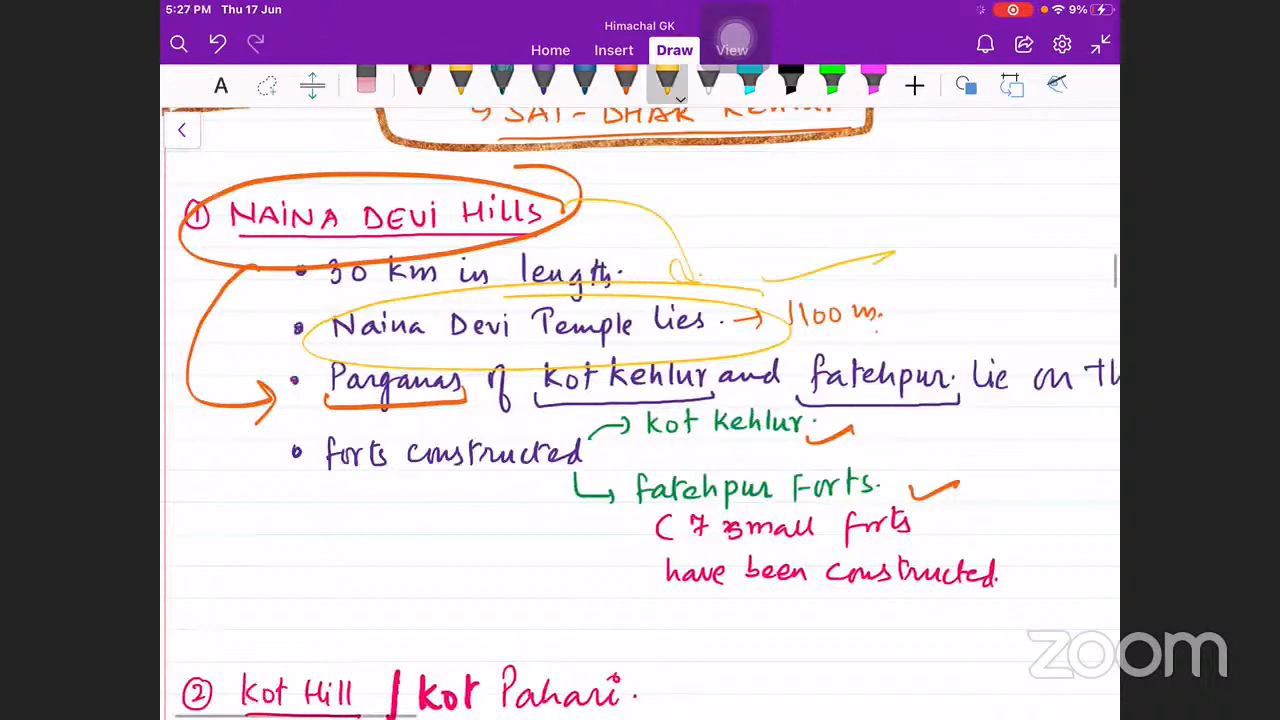 5:27 PM Thu 17 Jun
9%
Himachal GK
Home Insert Draw View
A
↳ SAT-DHAR KEHLUR
① NAINA DEVI HILLS
• 30 km in length.
• Naina Devi Temple lies. → 1100 m.
• Parganas of Kot Kehlur and fatehpur. Lie on th
→ Kot Kehlur.
• forts constructed
↳ fatehpur Forts.
( 7 small forts
have been constructed.
zoom
② Kot Hill / Kot Pahari.